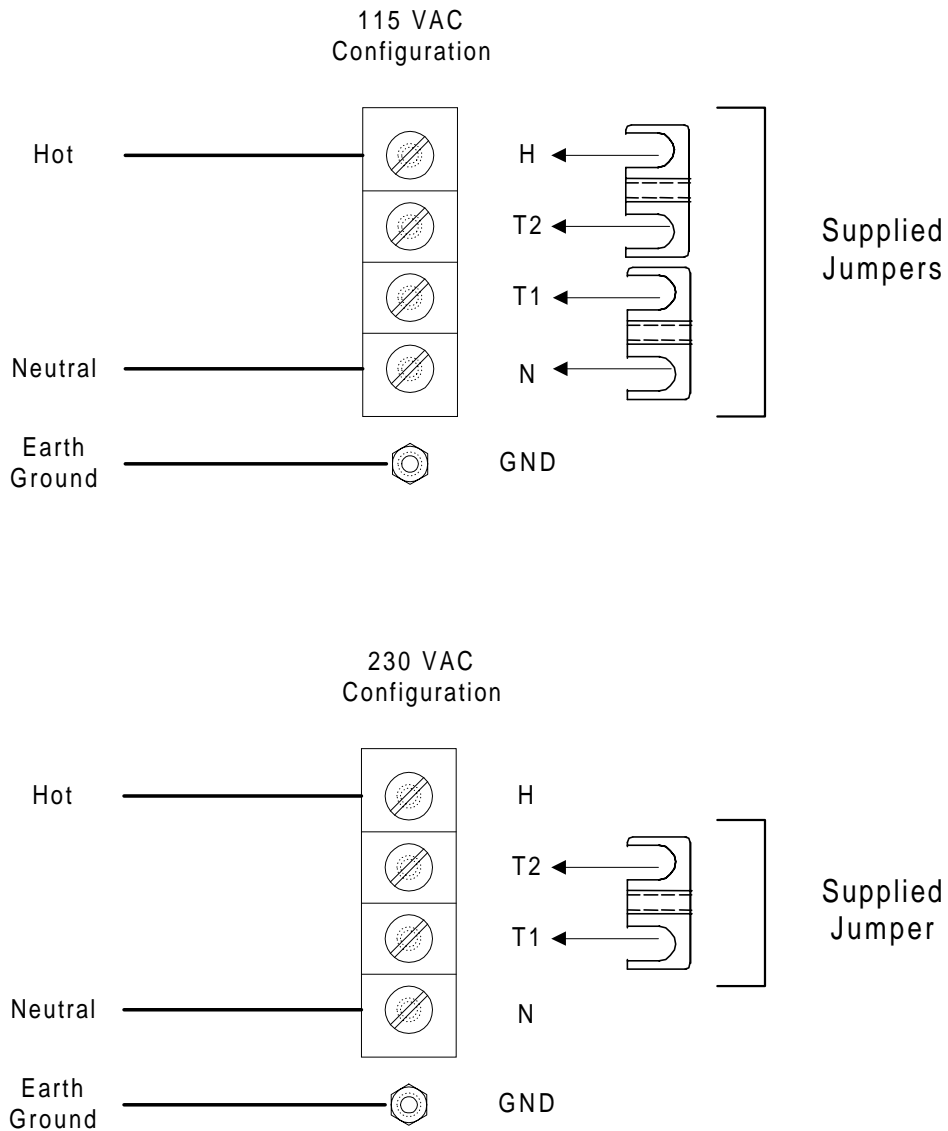 115 VAC
Configuration
Hot
H
T2
Supplied
Jumpers
T1
Neutral
N
Earth
Ground
GND
230 VAC
Configuration
Hot
H
T2
Supplied
Jumper
T1
Neutral
N
Earth
Ground
GND